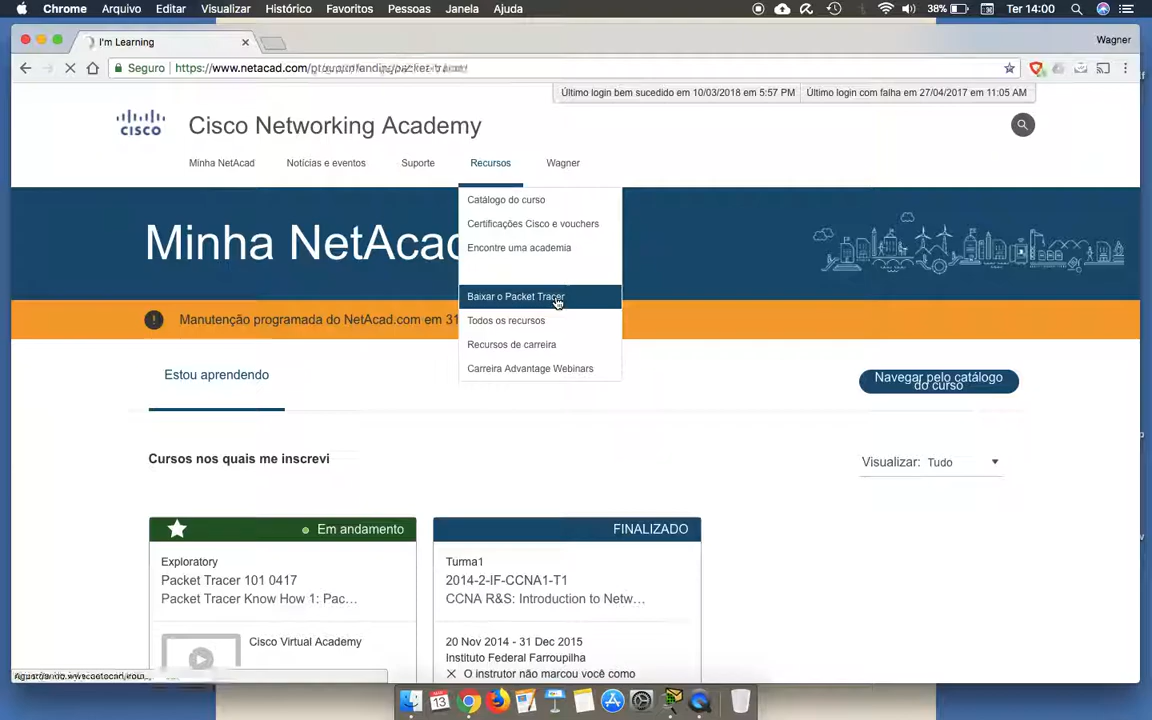 Chrome Arquivo Editar Visualizar Histórico Favoritos Pessoas Janela Ajuda 38% Ter 14:00
I'm Learning Wagner
Seguro https://www.netacad.com/
Último login bem sucedido em 10/03/2018 em 5:57 PM Último login com falha em 27/04/2017 em 11:05 AM
CISCO Cisco Networking Academy
Minha NetAcad Notícias e eventos Suporte Recursos Wagner
Catálogo do curso
Certificações Cisco e vouchers
Encontre uma academia
Baixar o Packet Tracer
Todos os recursos
Recursos de carreira
Carreira Advantage Webinars
Minha NetAcad
Manutenção programada do NetAcad.com em 31
Estou aprendendo
Navegar pelo catálogo
do curso
Cursos nos quais me inscrevi
Visualizar: Tudo
Em andamento
Exploratory
Packet Tracer 101 0417
Packet Tracer Know How 1: Pac…
Cisco Virtual Academy
FINALIZADO
Turma1
2014-2-IF-CCNA1-T1
CCNA R&S: Introduction to Netw…
20 Nov 2014 - 31 Dec 2015
Instituto Federal Farroupilha
O instrutor não marcou você como
13